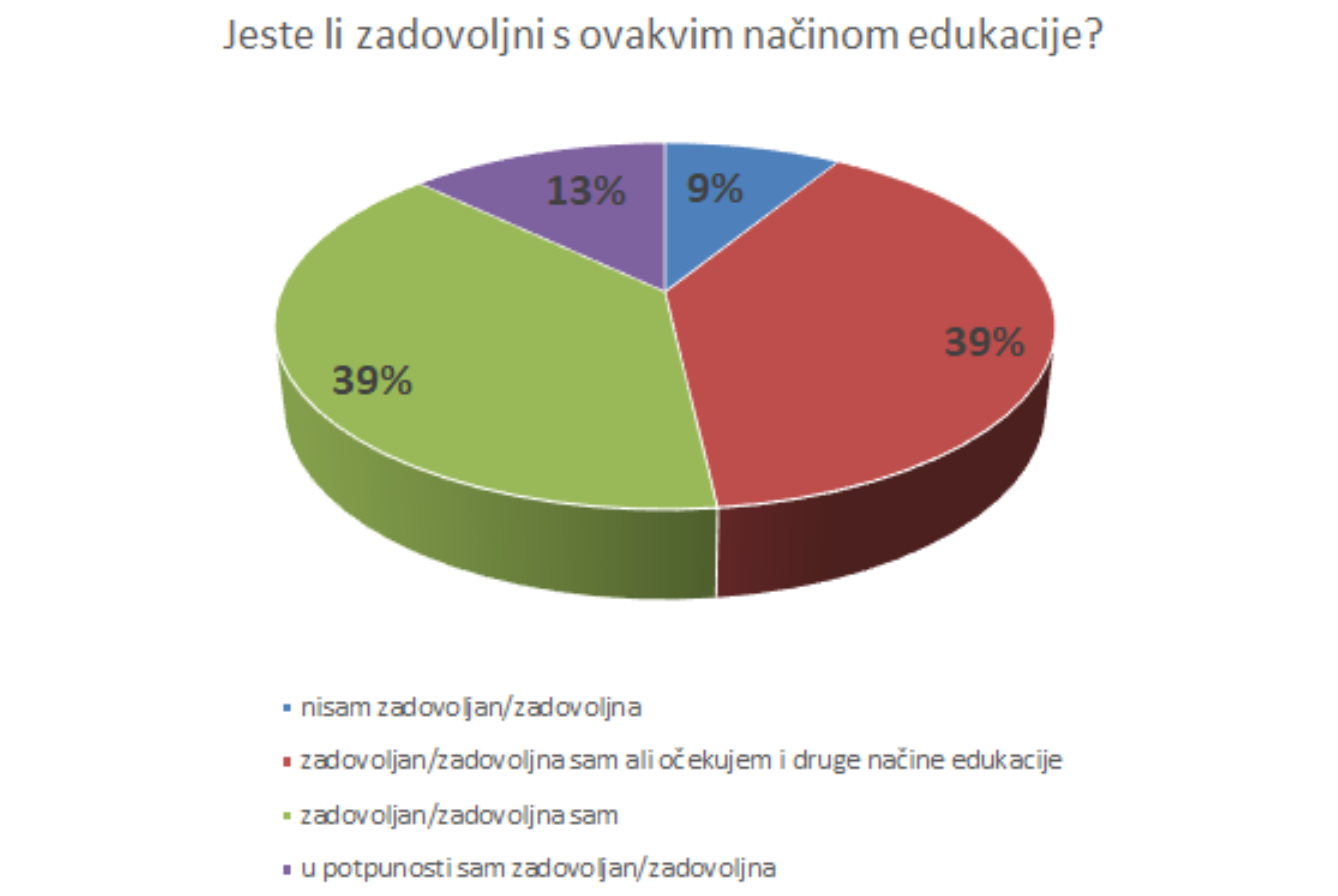 Jeste li zadovoljni s ovakvim načinom edukacije?
13%
9%
39%
39%
nisam zadovoljan/zadovoljna
zadovoljan/zadovoljna sam ali očekujem i druge načine edukacije
zadovoljan/zadovoljna sam
u potpunosti sam zadovoljan/zadovoljna